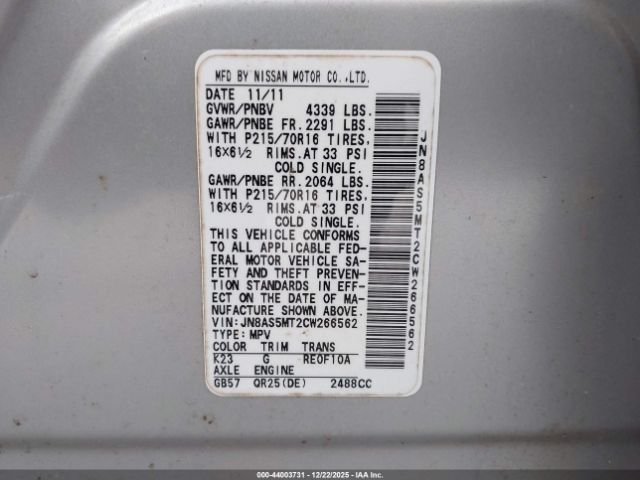 MFD BY NISSAN MOTOR CO.,LTD.
DATE 11/11
GVWR/PNBV 4339 LBS.
GAWR/PNBE FR. 2291 LBS.
WITH P215/70R16 TIRES,
16X6½ RIMS.AT 33 PSI
COLD SINGLE.
GAWR/PNBE RR. 2064 LBS.
WITH P215/70R16 TIRES,
16X6½ RIMS.AT 33 PSI
COLD SINGLE.
THIS VEHICLE CONFORMS
TO ALL APPLICABLE FED-
ERAL MOTOR VEHICLE SA-
FETY AND THEFT PREVEN-
TION STANDARDS IN EFF-
ECT ON THE DATE OF MA-
NUFACTURE SHOWN ABOVE.
VIN:JN8AS5MT2CW266562
TYPE: MPV
COLOR TRIM TRANS
K23 G RE0F10A
AXLE ENGINE
GB57 QR25(DE) 2488CC
JN8AS5MT2CW266562
000-44003731 - 12/22/2025 - IAAI.COM